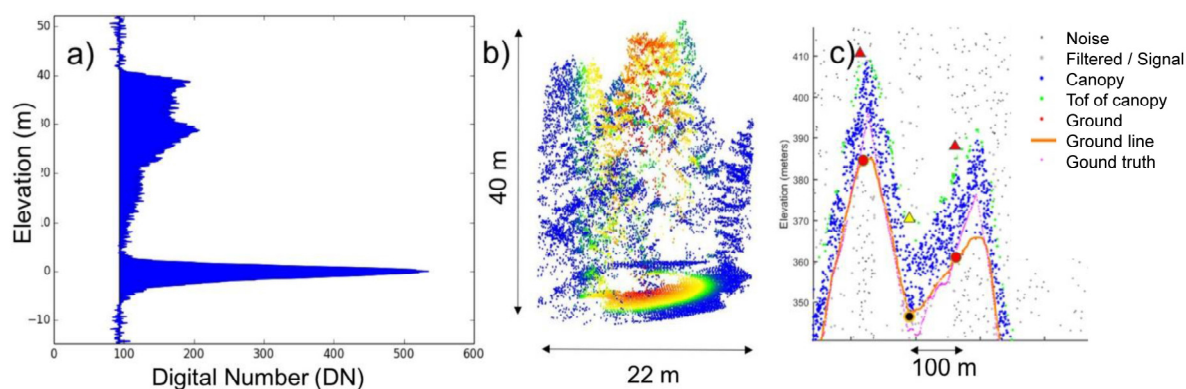 a)
50
40
30
20
10
0
−10
Elevation (m)
0 100 200 300 400 500 600
Digital Number (DN)
b)
40 m
22 m
c)
410
400
390
380
370
360
350
Elevation (meters)
100 m
Noise
Filtered / Signal
Canopy
Tof of canopy
Ground
Ground line
Gound truth